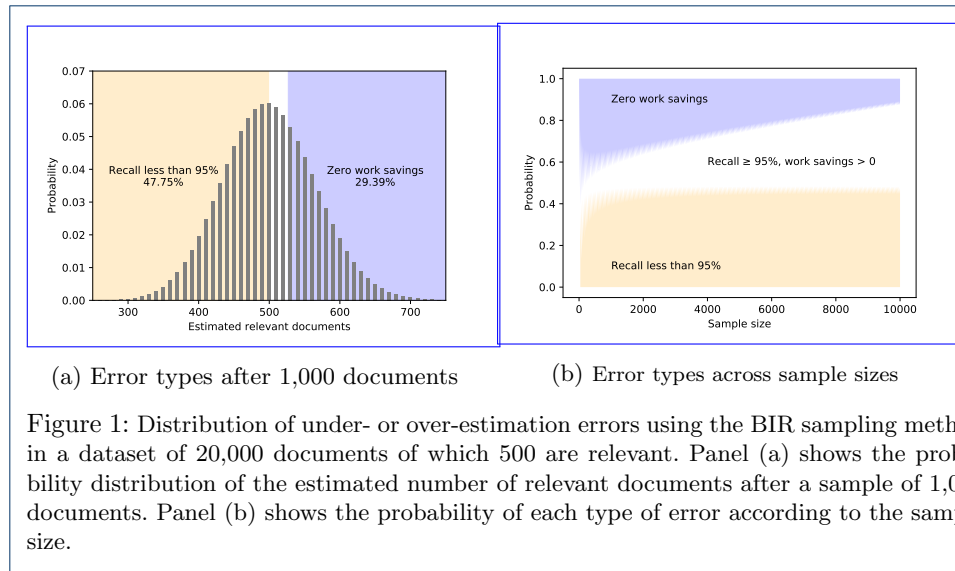 0.07
0.06
0.05
0.04
0.03
0.02
0.01
0.00
Probability
Recall less than 95%
47.75%
Zero work savings
29.39%
300 400 500 600 700
Estimated relevant documents
1.0
0.8
0.6
0.4
0.2
0.0
Probability
Zero work savings
Recall ≥ 95%, work savings > 0
Recall less than 95%
0 2000 4000 6000 8000 10000
Sample size
(a) Error types after 1,000 documents
(b) Error types across sample sizes
Figure 1: Distribution of under- or over-estimation errors using the BIR sampling meth
in a dataset of 20,000 documents of which 500 are relevant. Panel (a) shows the prob
bility distribution of the estimated number of relevant documents after a sample of 1,0
documents. Panel (b) shows the probability of each type of error according to the samp
size.